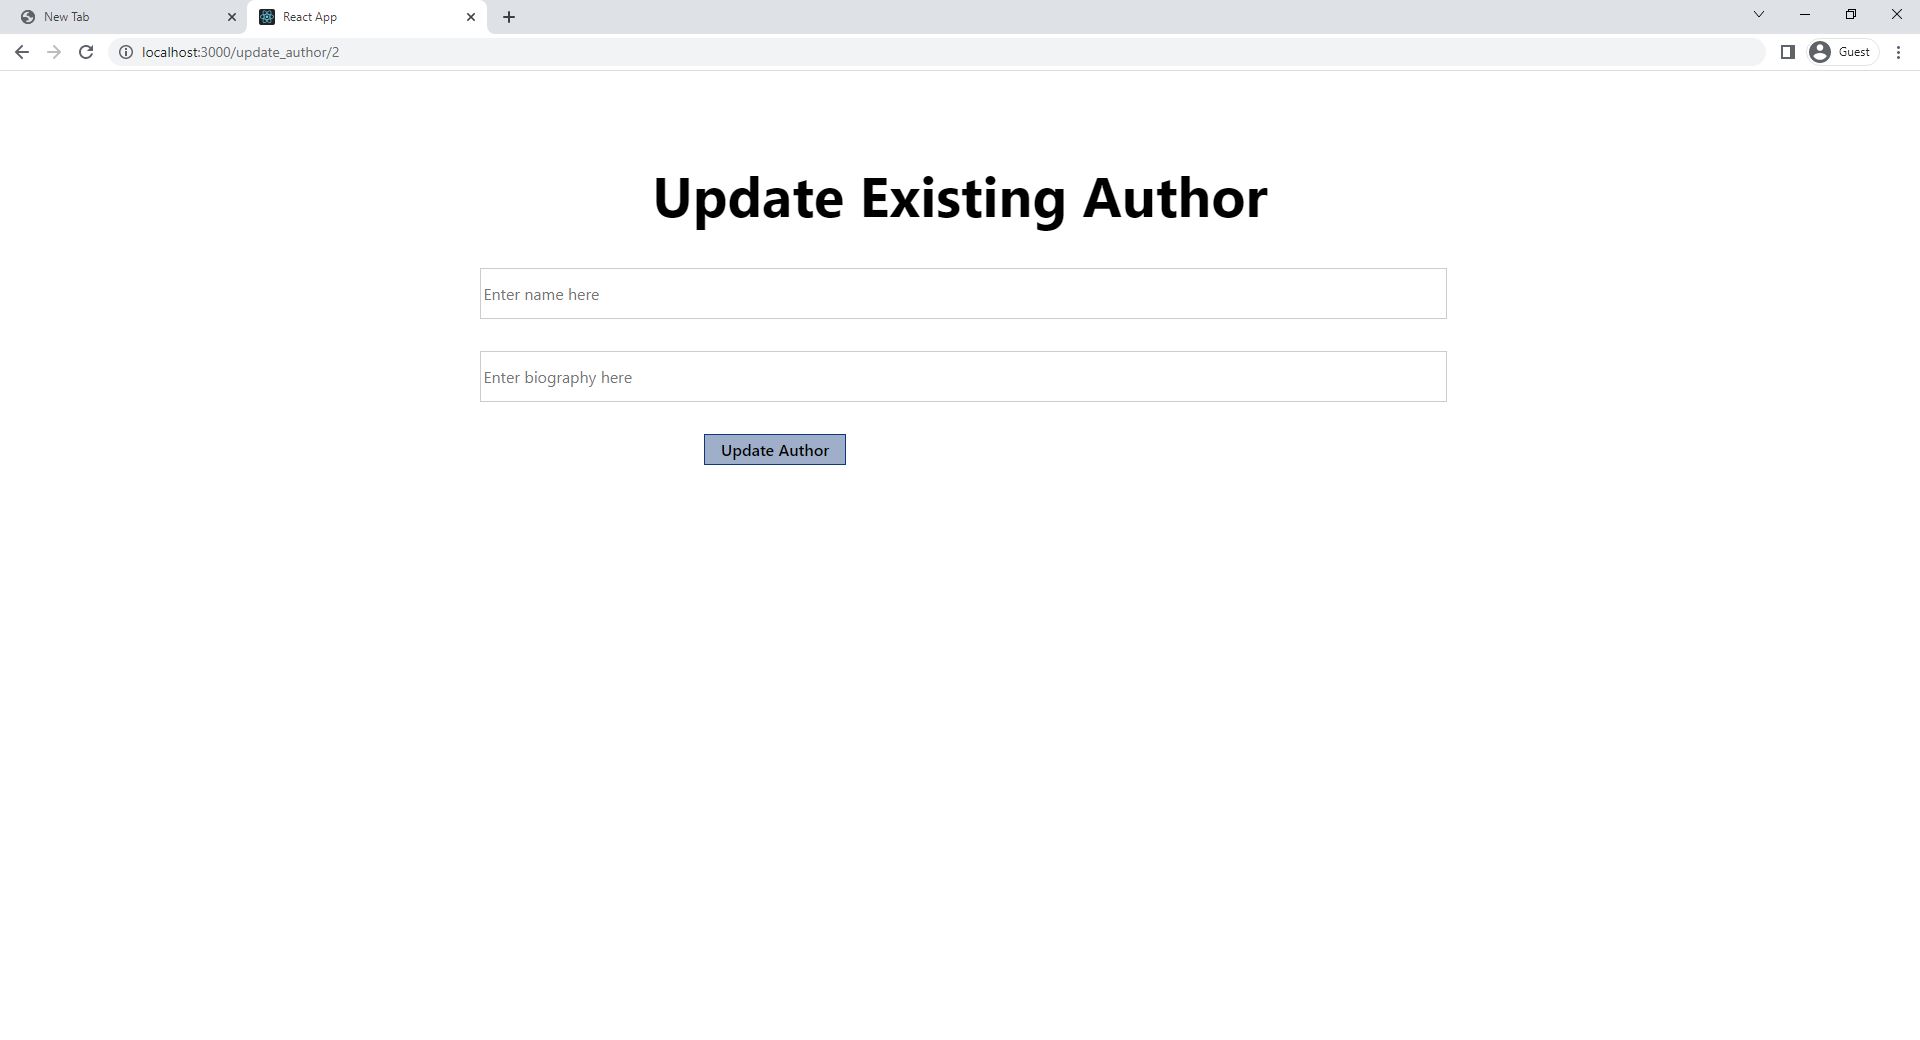 New Tab
React App
localhost:3000/update_author/2
Guest
Update Existing Author
Enter name here
Enter biography here
Update Author